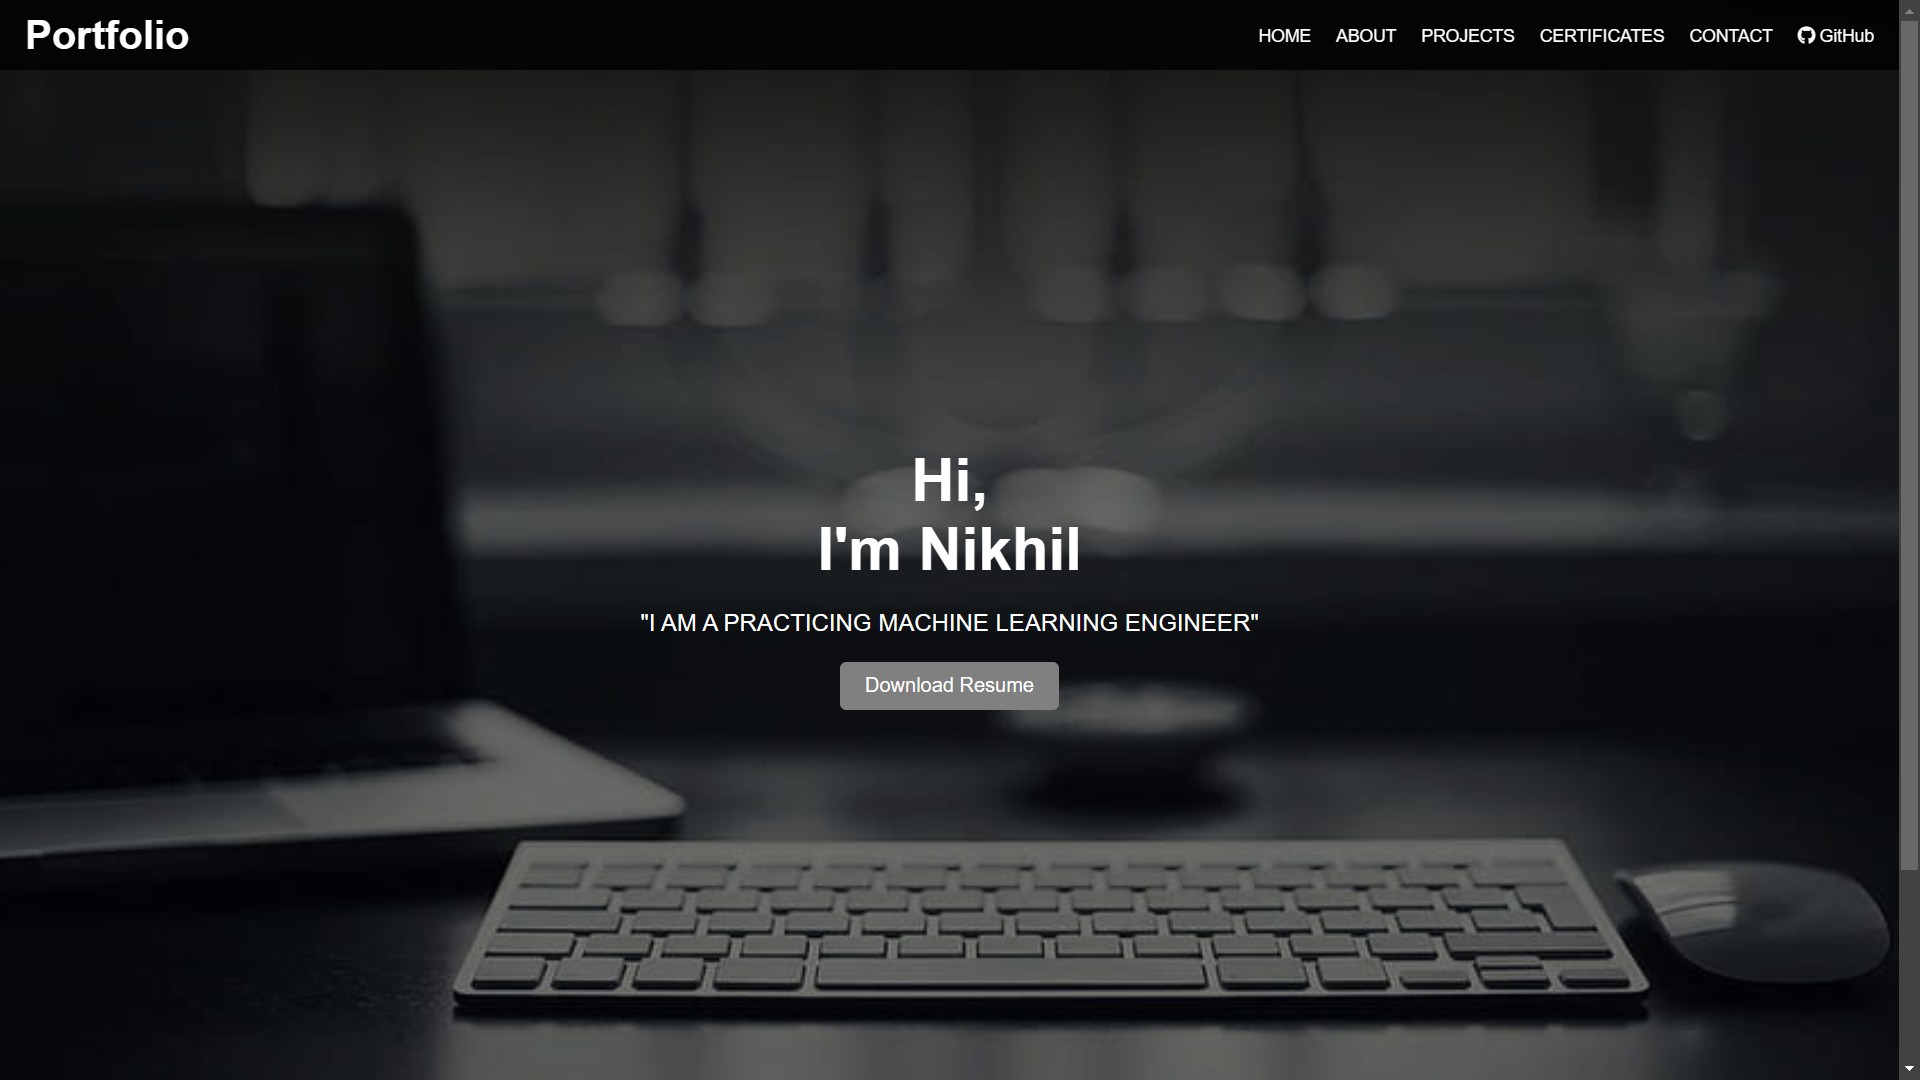 Portfolio
HOME ABOUT PROJECTS CERTIFICATES CONTACT GitHub
Hi,
I'm Nikhil
"I AM A PRACTICING MACHINE LEARNING ENGINEER"
Download Resume